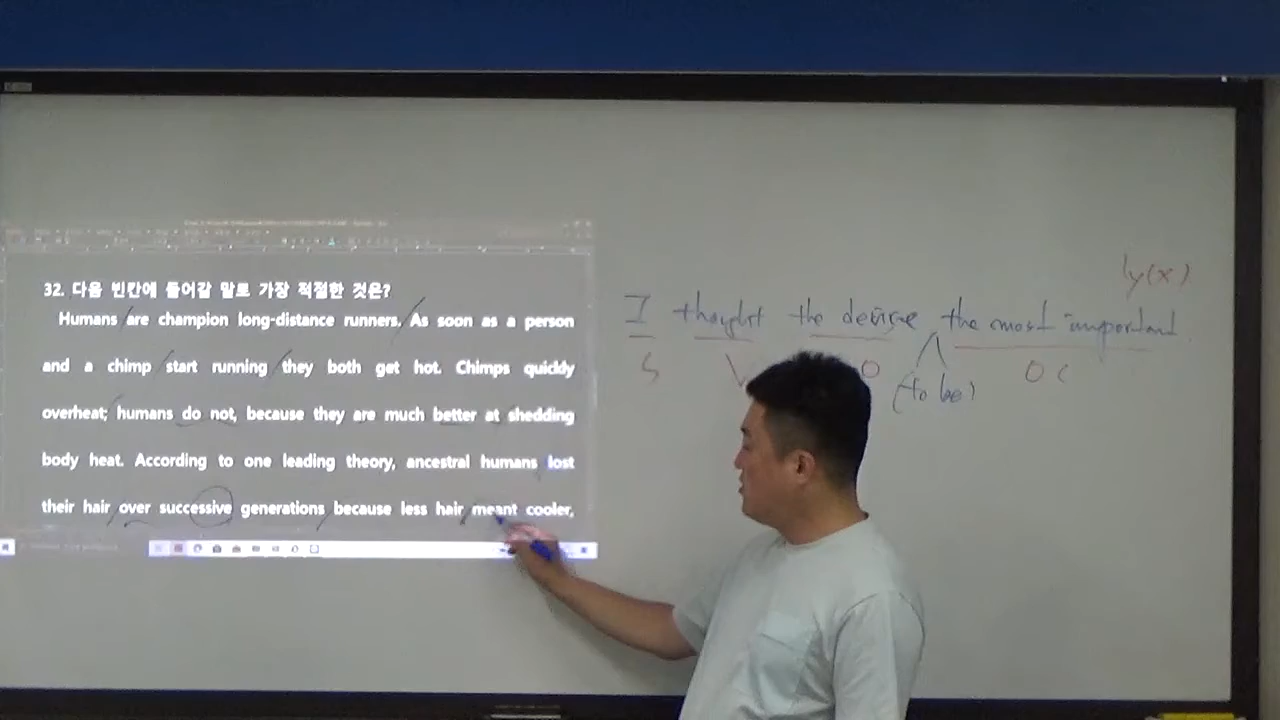 32. 다음 빈칸에 들어갈 말로 가장 적절한 것은?
Humans are champion long-distance runners. As soon as a person
and a chimp start running they both get hot. Chimps quickly
overheat; humans do not, because they are much better at shedding
body heat. According to one leading theory, ancestral humans lost
their hair over successive generations because less hair meant cooler,
ly(x)
I thought the device the most important
S V O O C
(to be)